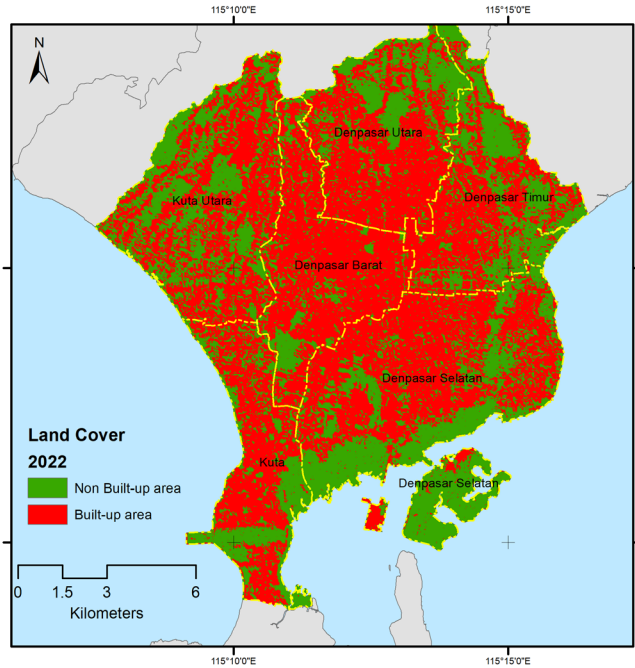 115°10'0"E
115°15'0"E
N
Denpasar Utara
Kuta Utara
Denpasar Timur
Denpasar Barat
Denpasar Selatan
Land Cover
2022
Kuta
Denpasar Selatan
Non Built-up area
Built-up area
0 1.5 3 6
Kilometers
115°10'0"E
115°15'0"E